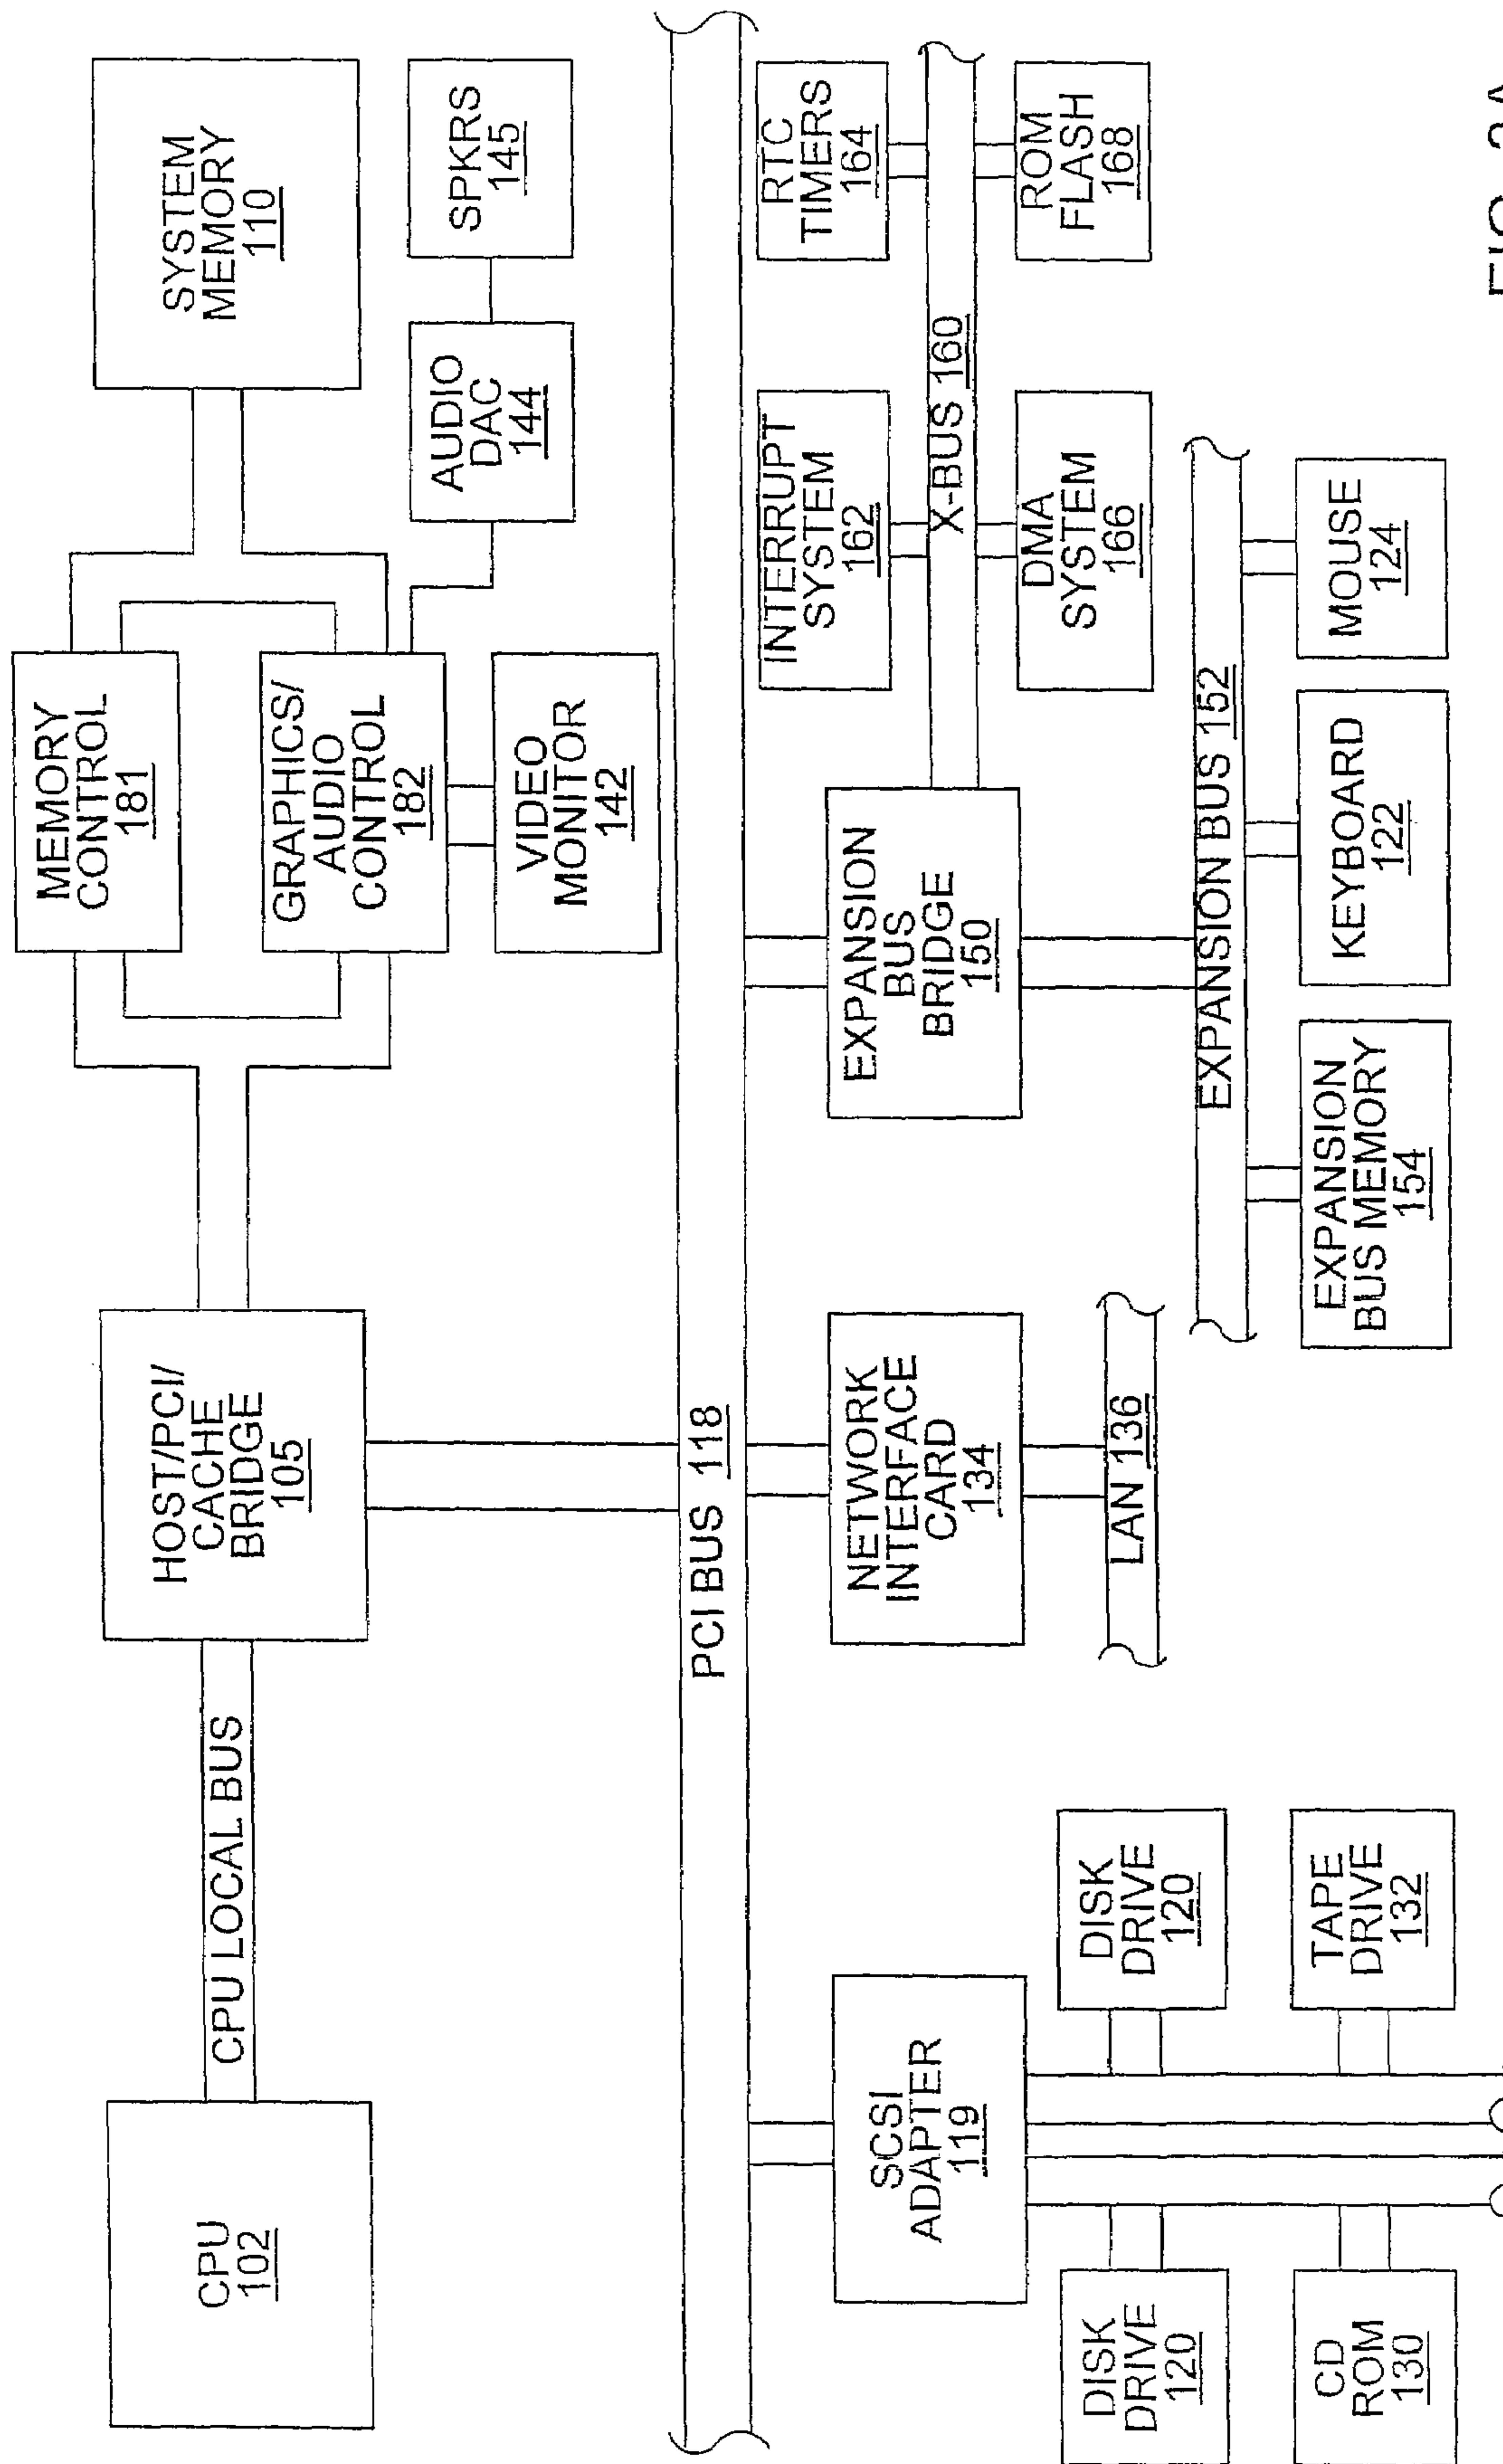 CPU
102
CPU LOCAL BUS
HOST/PCI/
CACHE
BRIDGE
105
MEMORY
CONTROL
181
GRAPHICS/
AUDIO
CONTROL
182
VIDEO
MONITOR
142
SYSTEM
MEMORY
110
AUDIO
DAC
144
SPKRS
145
PCI BUS 118
SCSI
ADAPTER
119
DISK
DRIVE
120
DISK
DRIVE
120
CD
ROM
130
TAPE
DRIVE
132
NETWORK
INTERFACE
CARD
134
LAN 136
EXPANSION
BUS
BRIDGE
150
INTERRUPT
SYSTEM
162
RTC
TIMERS
164
X-BUS 160
DMA
SYSTEM
166
ROM
FLASH
168
EXPANSION BUS 152
EXPANSION
BUS MEMORY
154
KEYBOARD
122
MOUSE
124